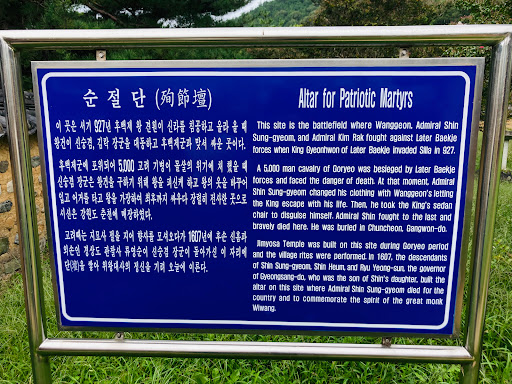 순절단 (殉節壇)
이 곳은 서기 927년 후백제 왕 견훤이 신라를 침공하고 돌아 올 때
왕건이 신숭겸, 김락 장군을 대동하고 후백제군과 맞서 싸운 곳이다.
후백제군에 포위되어 5,000 고려 기병이 몰살의 위기에 처 했을 때
신숭겸 장군은 왕건을 구하기 위해 왕을 피신케 하고 왕의 옷을 바꾸어
입고 어가를 타고 왕을 가장하여 최후까지 싸우다 장렬히 전사한 곳으로
시신은 강원도 춘천에 예장하였다.
고려때는 지묘사 절을 지어 향사를 모셔오다가 1607년에 후손 신흠과
외손인 경상도 관찰사 류영순이 신숭겸 장군이 돌아가신 이 자리에
단(壇)을 쌓아 위왕대사의 정신을 기려 오늘에 이른다.
Altar for Patriotic Martyrs
This site is the battlefield where Wanggeon, Admiral Shin
Sung-gyeom, and Admiral Kim Rak fought against Later Baekje
forces when King Gyeonhwon of Later Baekje invaded Silla in 927.
A 5,000 man cavalry of Goryeo was besieged by Later Baekje
forces and faced the danger of death. At that moment, Admiral
Shin Sung-gyeom changed his clothing with Wanggeon's letting
the King escape with his life. Then, he took the King's sedan
chair to disguise himself. Admiral Shin fought to the last and
bravely died here. He was buried in Chuncheon, Gangwon-do.
Jimyosa Temple was built on this site during Goryeo period
and the village rites were performed. In 1607, the descendants
of Shin Sung-gyeom, Shin Heum, and Ryu Yeong-sun, the governor
of Gyeongsang-do, who was the son of Shin's daughter, built the
altar on this site where Admiral Shin Sung-gyeom died for the
country and to commemorate the spirit of the great monk
Wiwang.